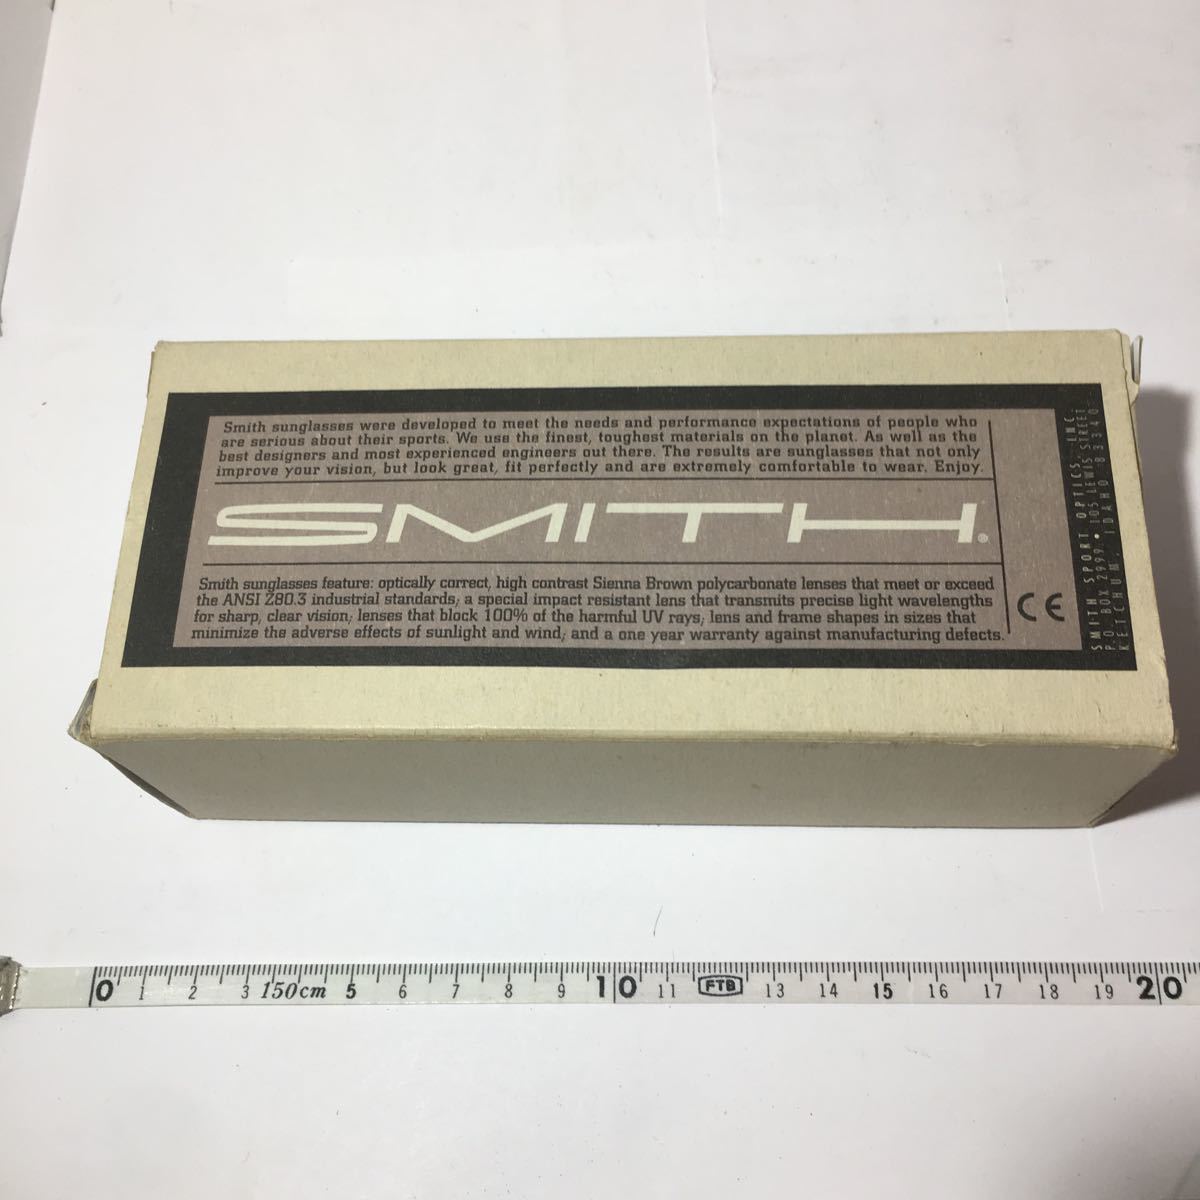 Smith sunglasses were developed to meet the needs and performance expectations of people who
are serious about their sports. We use the finest, toughest materials on the planet. As well as the
best designers and most experienced engineers out there. The results are sunglasses that not only
improve your vision, but look great, fit perfectly and are extremely comfortable to wear. Enjoy.
SMITH®
Smith sunglasses feature: optically correct, high contrast Sienna Brown polycarbonate lenses that meet or exceed
the ANSI Z80.3 industrial standards; a special impact resistant lens that transmits precise light wavelengths
for sharp, clear vision; lenses that block 100% of the harmful UV rays; lens and frame shapes in sizes that
minimize the adverse effects of sunlight and wind; and a one year warranty against manufacturing defects.
CE
SMITH SPORT OPTICS, INC.
P.O. BOX 2999 • 105 LEWIS STREET
KETCHUM, IDAHO 83340
0 1 2 3 150cm 5 6 7 8 9 10 11 FTB 13 14 15 16 17 18 19 20